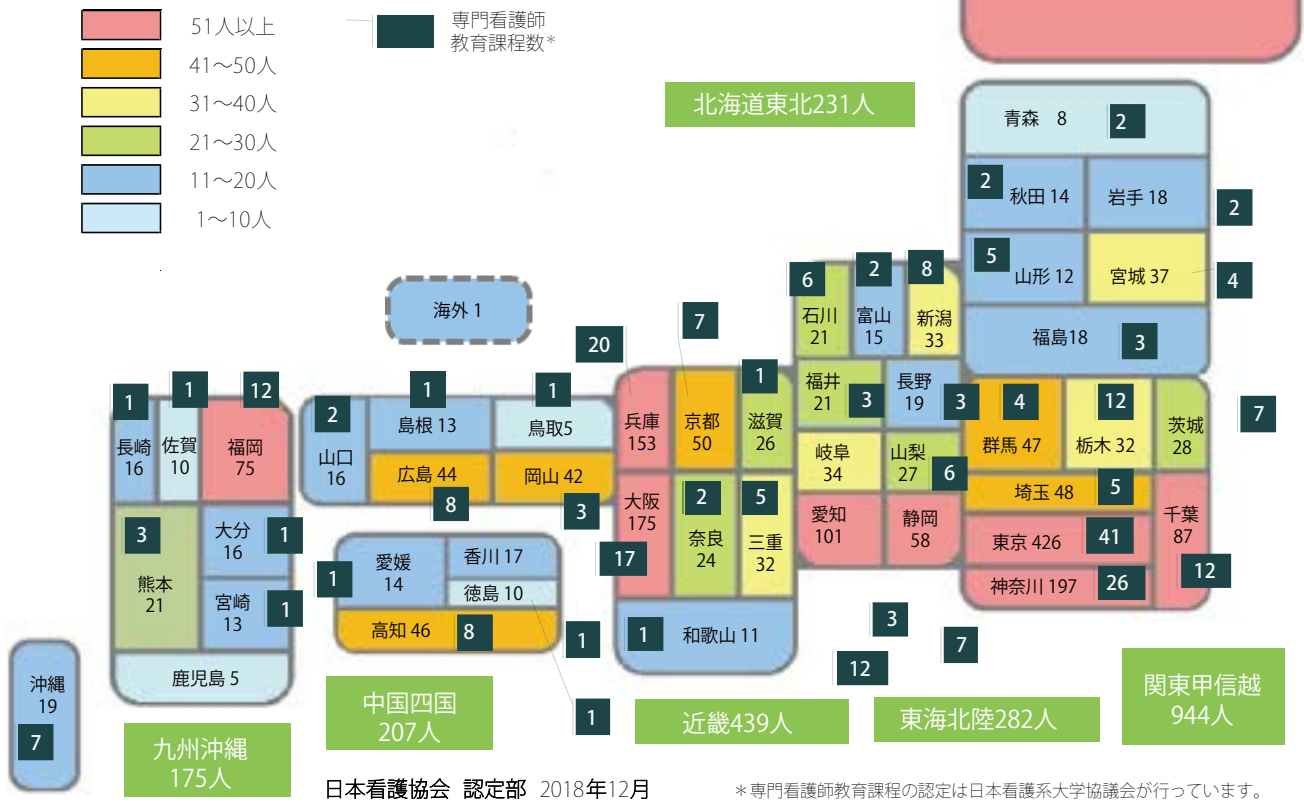 51人以上
41〜50人
31〜40人
21〜30人
11〜20人
1〜10人
専門看護師
教育課程数*
北海道東北231人
青森 8
2
2
秋田 14
岩手 18
2
5
山形 12
宮城 37
4
福島18
3
海外 1
6
石川
21
2
富山
15
8
新潟
33
福井
21
3
長野
19
3
岐阜
34
山梨
27
6
愛知
101
静岡
58
3
12
7
4
群馬 47
12
栃木 32
茨城
28
7
埼玉 48
5
東京 426
41
神奈川 197
26
千葉
87
12
20
兵庫
153
7
京都
50
1
滋賀
26
大阪
175
17
2
奈良
24
5
三重
32
1
和歌山 11
2
山口
16
1
島根 13
1
鳥取5
広島 44
8
岡山 42
3
1
愛媛
14
香川 17
徳島 10
高知 46
8
1
1
1
長崎
16
1
佐賀
10
12
福岡
75
3
熊本
21
大分
16
1
宮崎
13
1
鹿児島 5
沖縄
19
7
九州沖縄
175人
中国四国
207人
近畿439人
東海北陸282人
関東甲信越
944人
日本看護協会 認定部 2018年12月
*専門看護師教育課程の認定は日本看護系大学協議会が行っています。